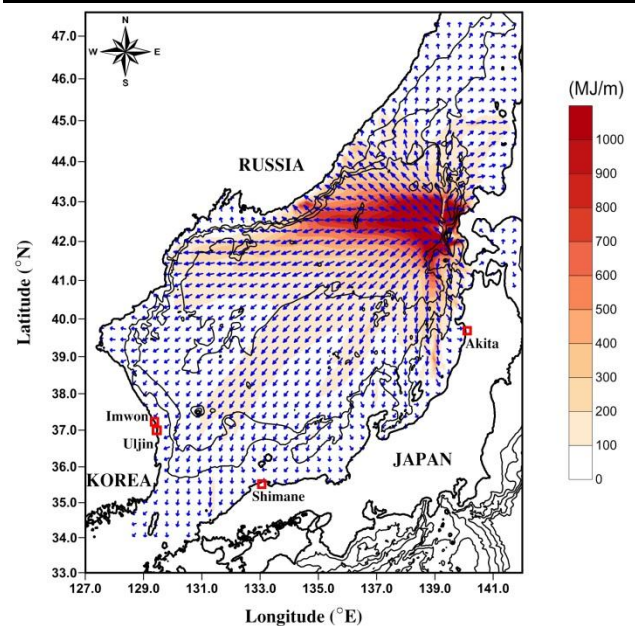 N
W E
S
47.0
46.0
45.0
44.0
43.0
42.0
41.0
40.0
39.0
38.0
37.0
36.0
35.0
34.0
33.0
Latitude (°N)
127.0 129.0 131.0 133.0 135.0 137.0 139.0 141.0
Longitude (°E)
RUSSIA
Akita
Imwon
Uljin
KOREA
JAPAN
Shimane
(MJ/m)
1000
900
800
700
600
500
400
300
200
100
0